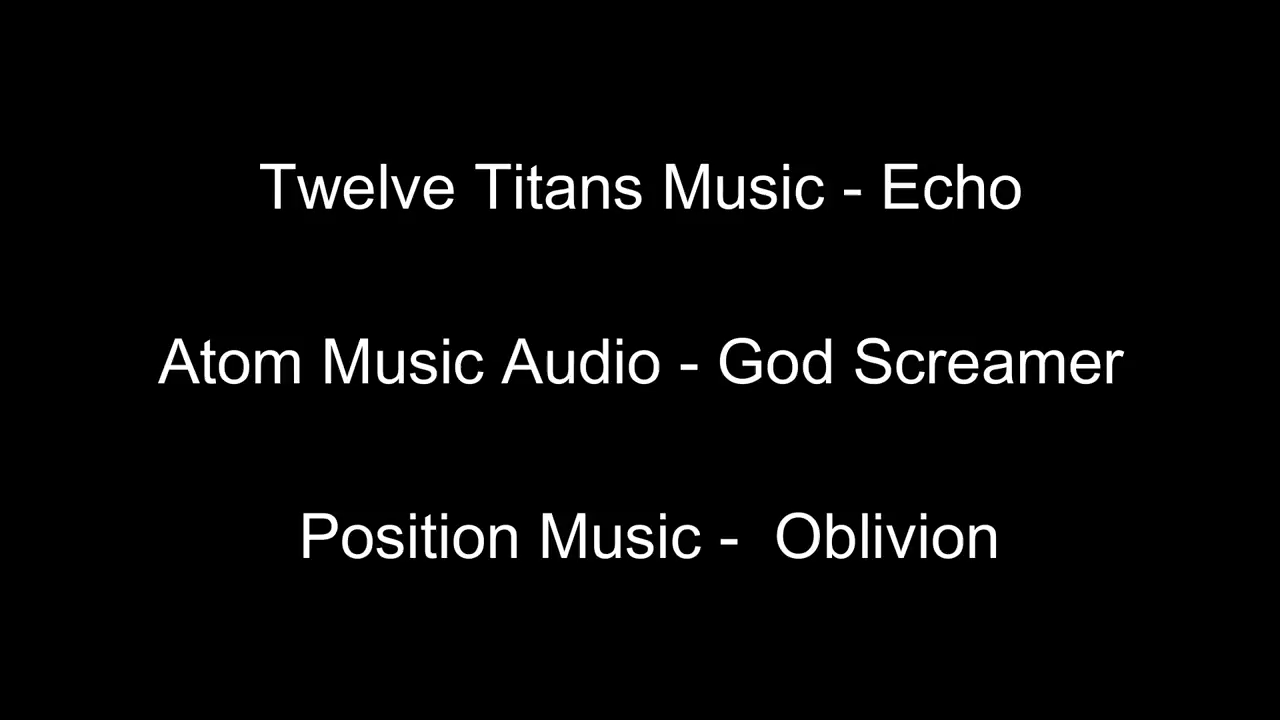 Twelve Titans Music - Echo
Atom Music Audio - God Screamer
Position Music -  Oblivion